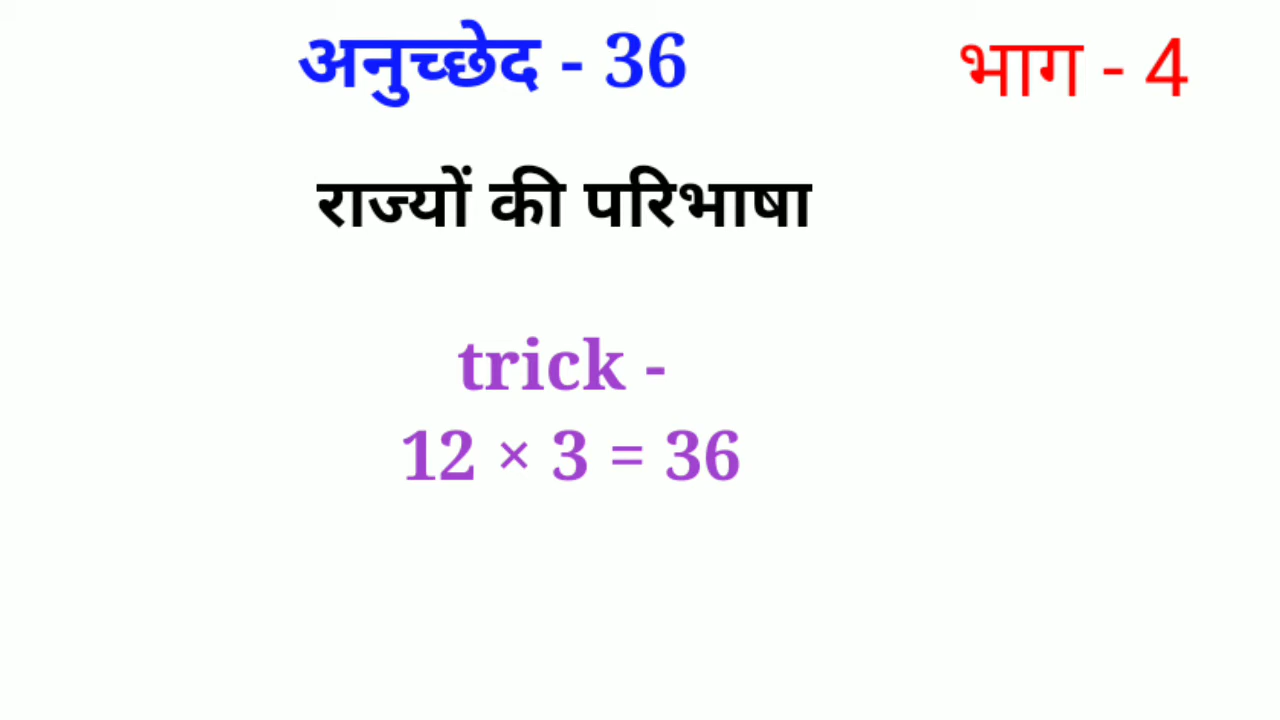 अनुच्छेद - 36 भाग - 4
राज्यों की परिभाषा
trick -
12 × 3 = 36